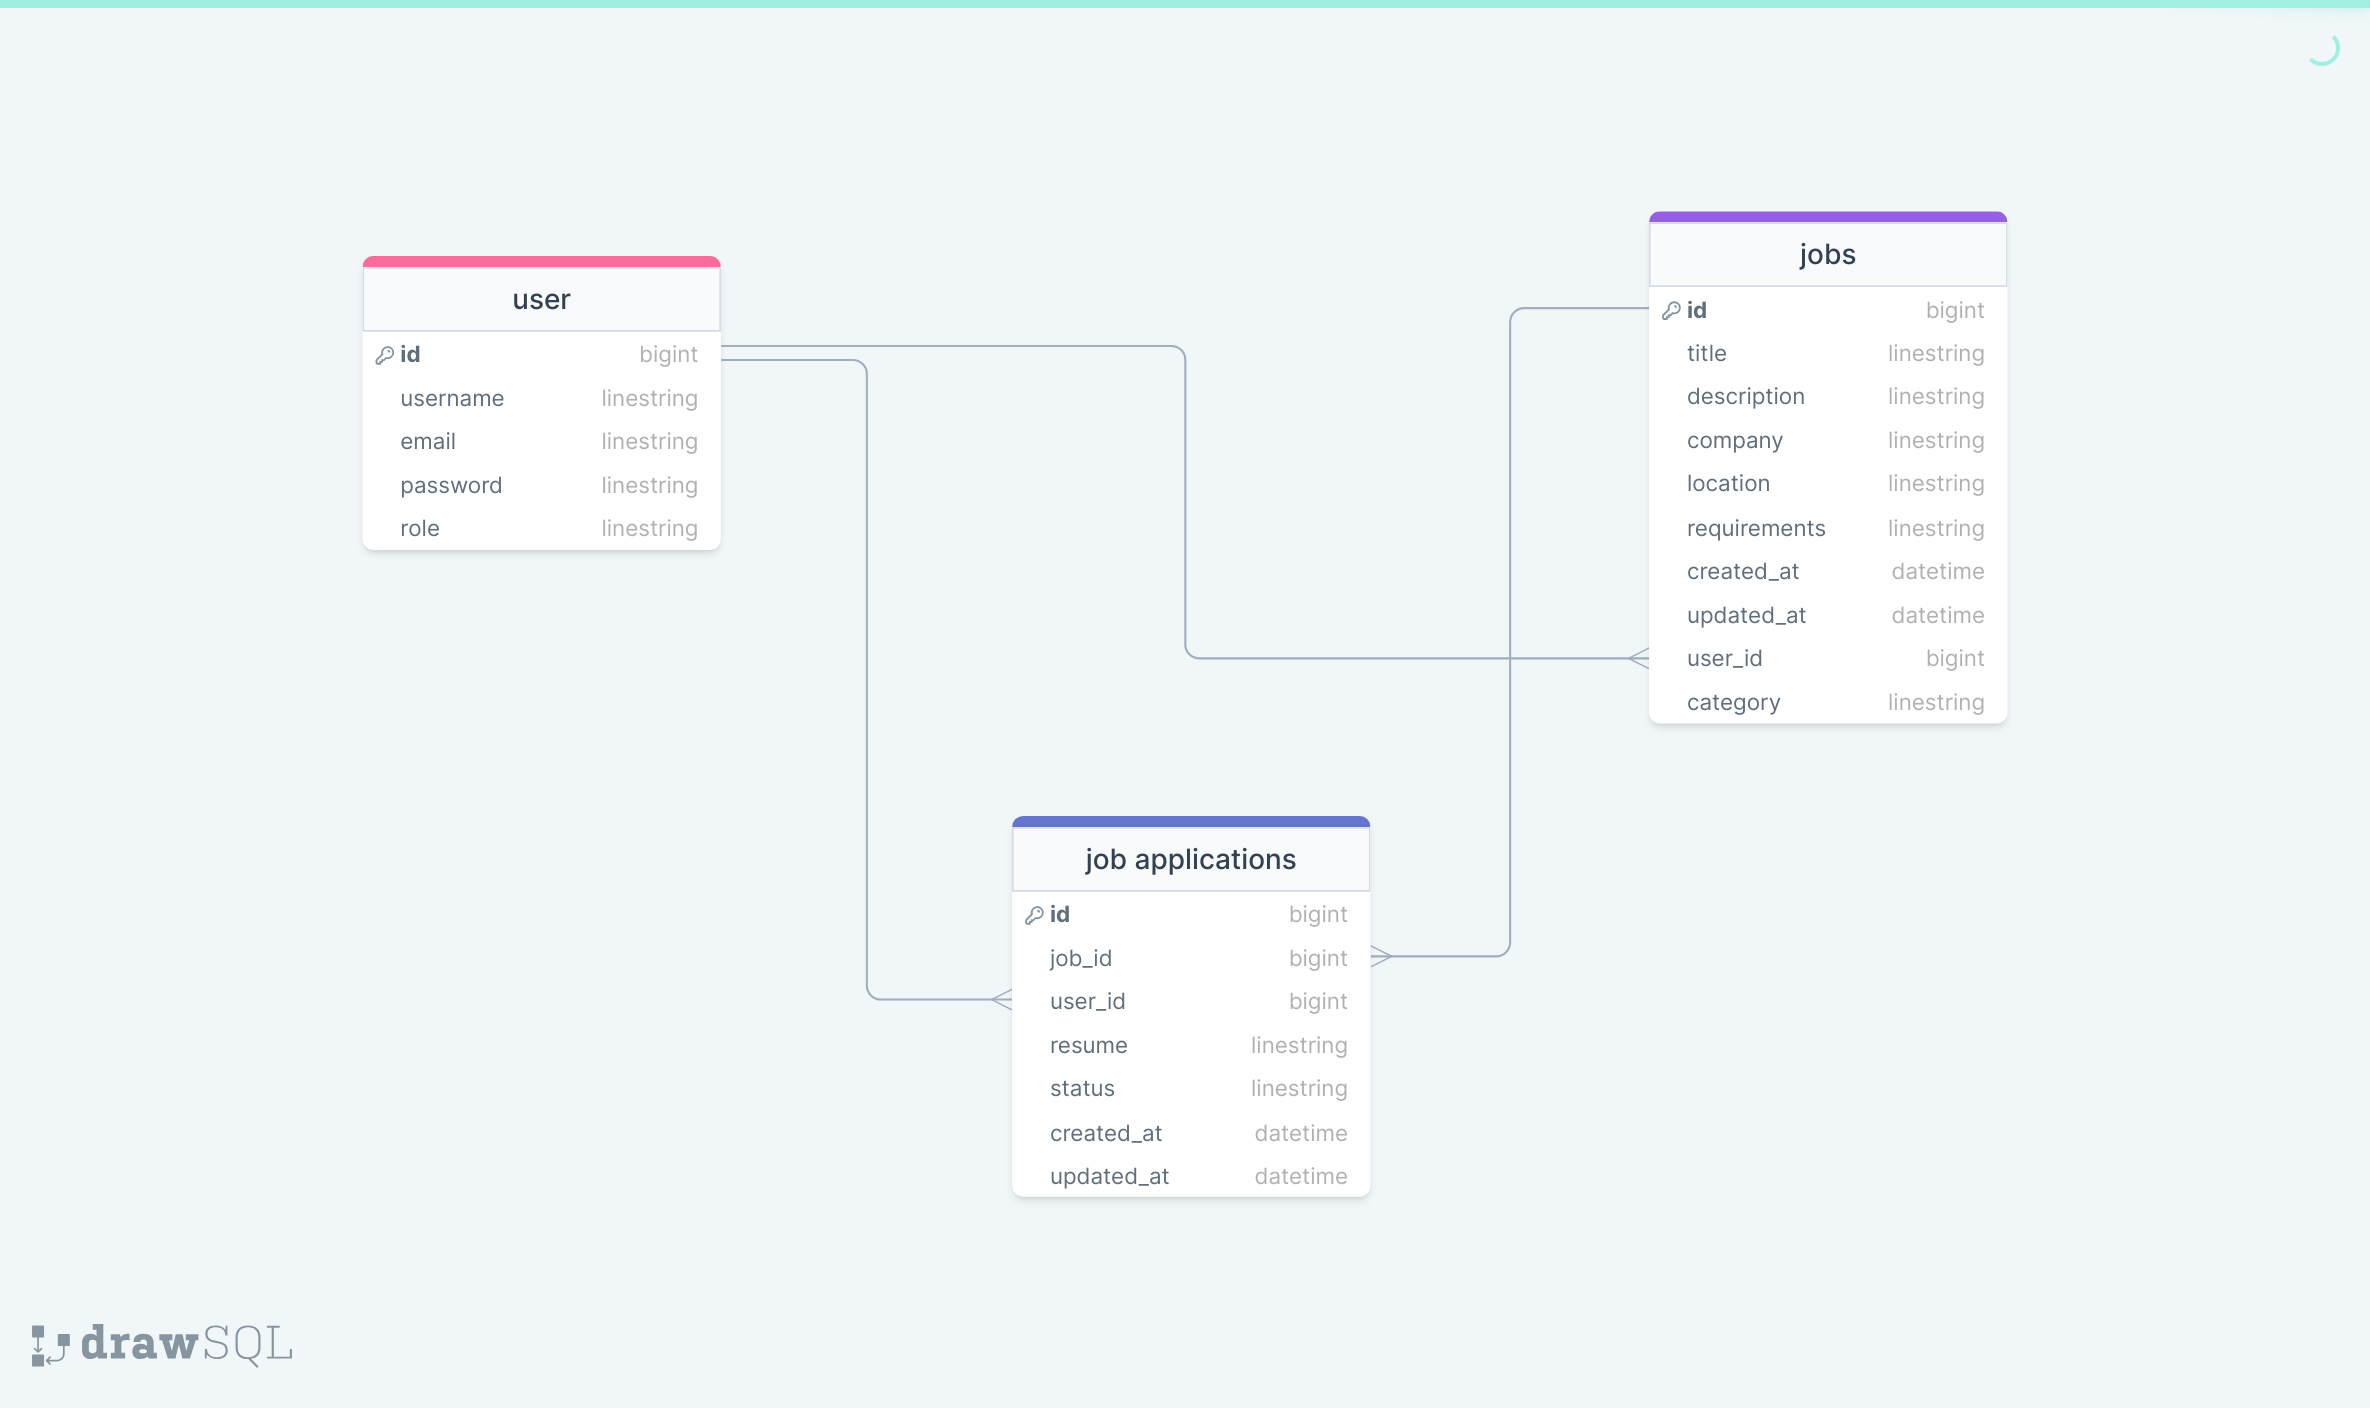 user
id bigint
username linestring
email linestring
password linestring
role linestring
jobs
id bigint
title linestring
description linestring
company linestring
location linestring
requirements linestring
created_at datetime
updated_at datetime
user_id bigint
category linestring
job applications
id bigint
job_id bigint
user_id bigint
resume linestring
status linestring
created_at datetime
updated_at datetime
drawSQL